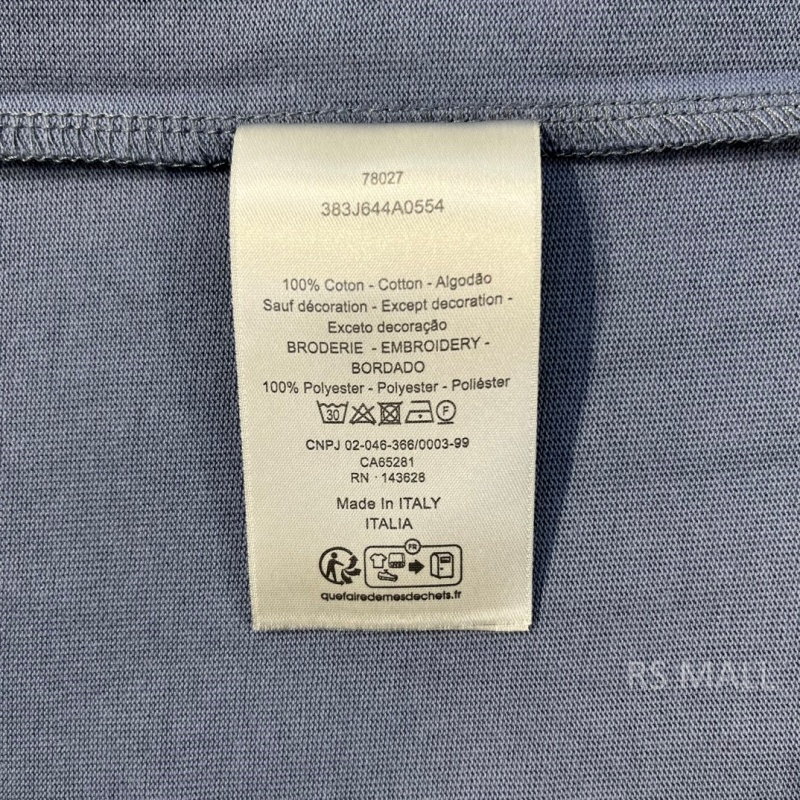 78027
383J644A0554
100% Coton - Cotton - Algodão
Sauf décoration - Except decoration -
Exceto decoração
BRODERIE - EMBROIDERY -
BORDADO
100% Polyester - Polyester - Poliéster
30 F
CNPJ 02-046-366/0003-99
CA65281
RN · 143628
Made In ITALY
ITALIA
FR
quefairedemesdechets.fr
RS MALL